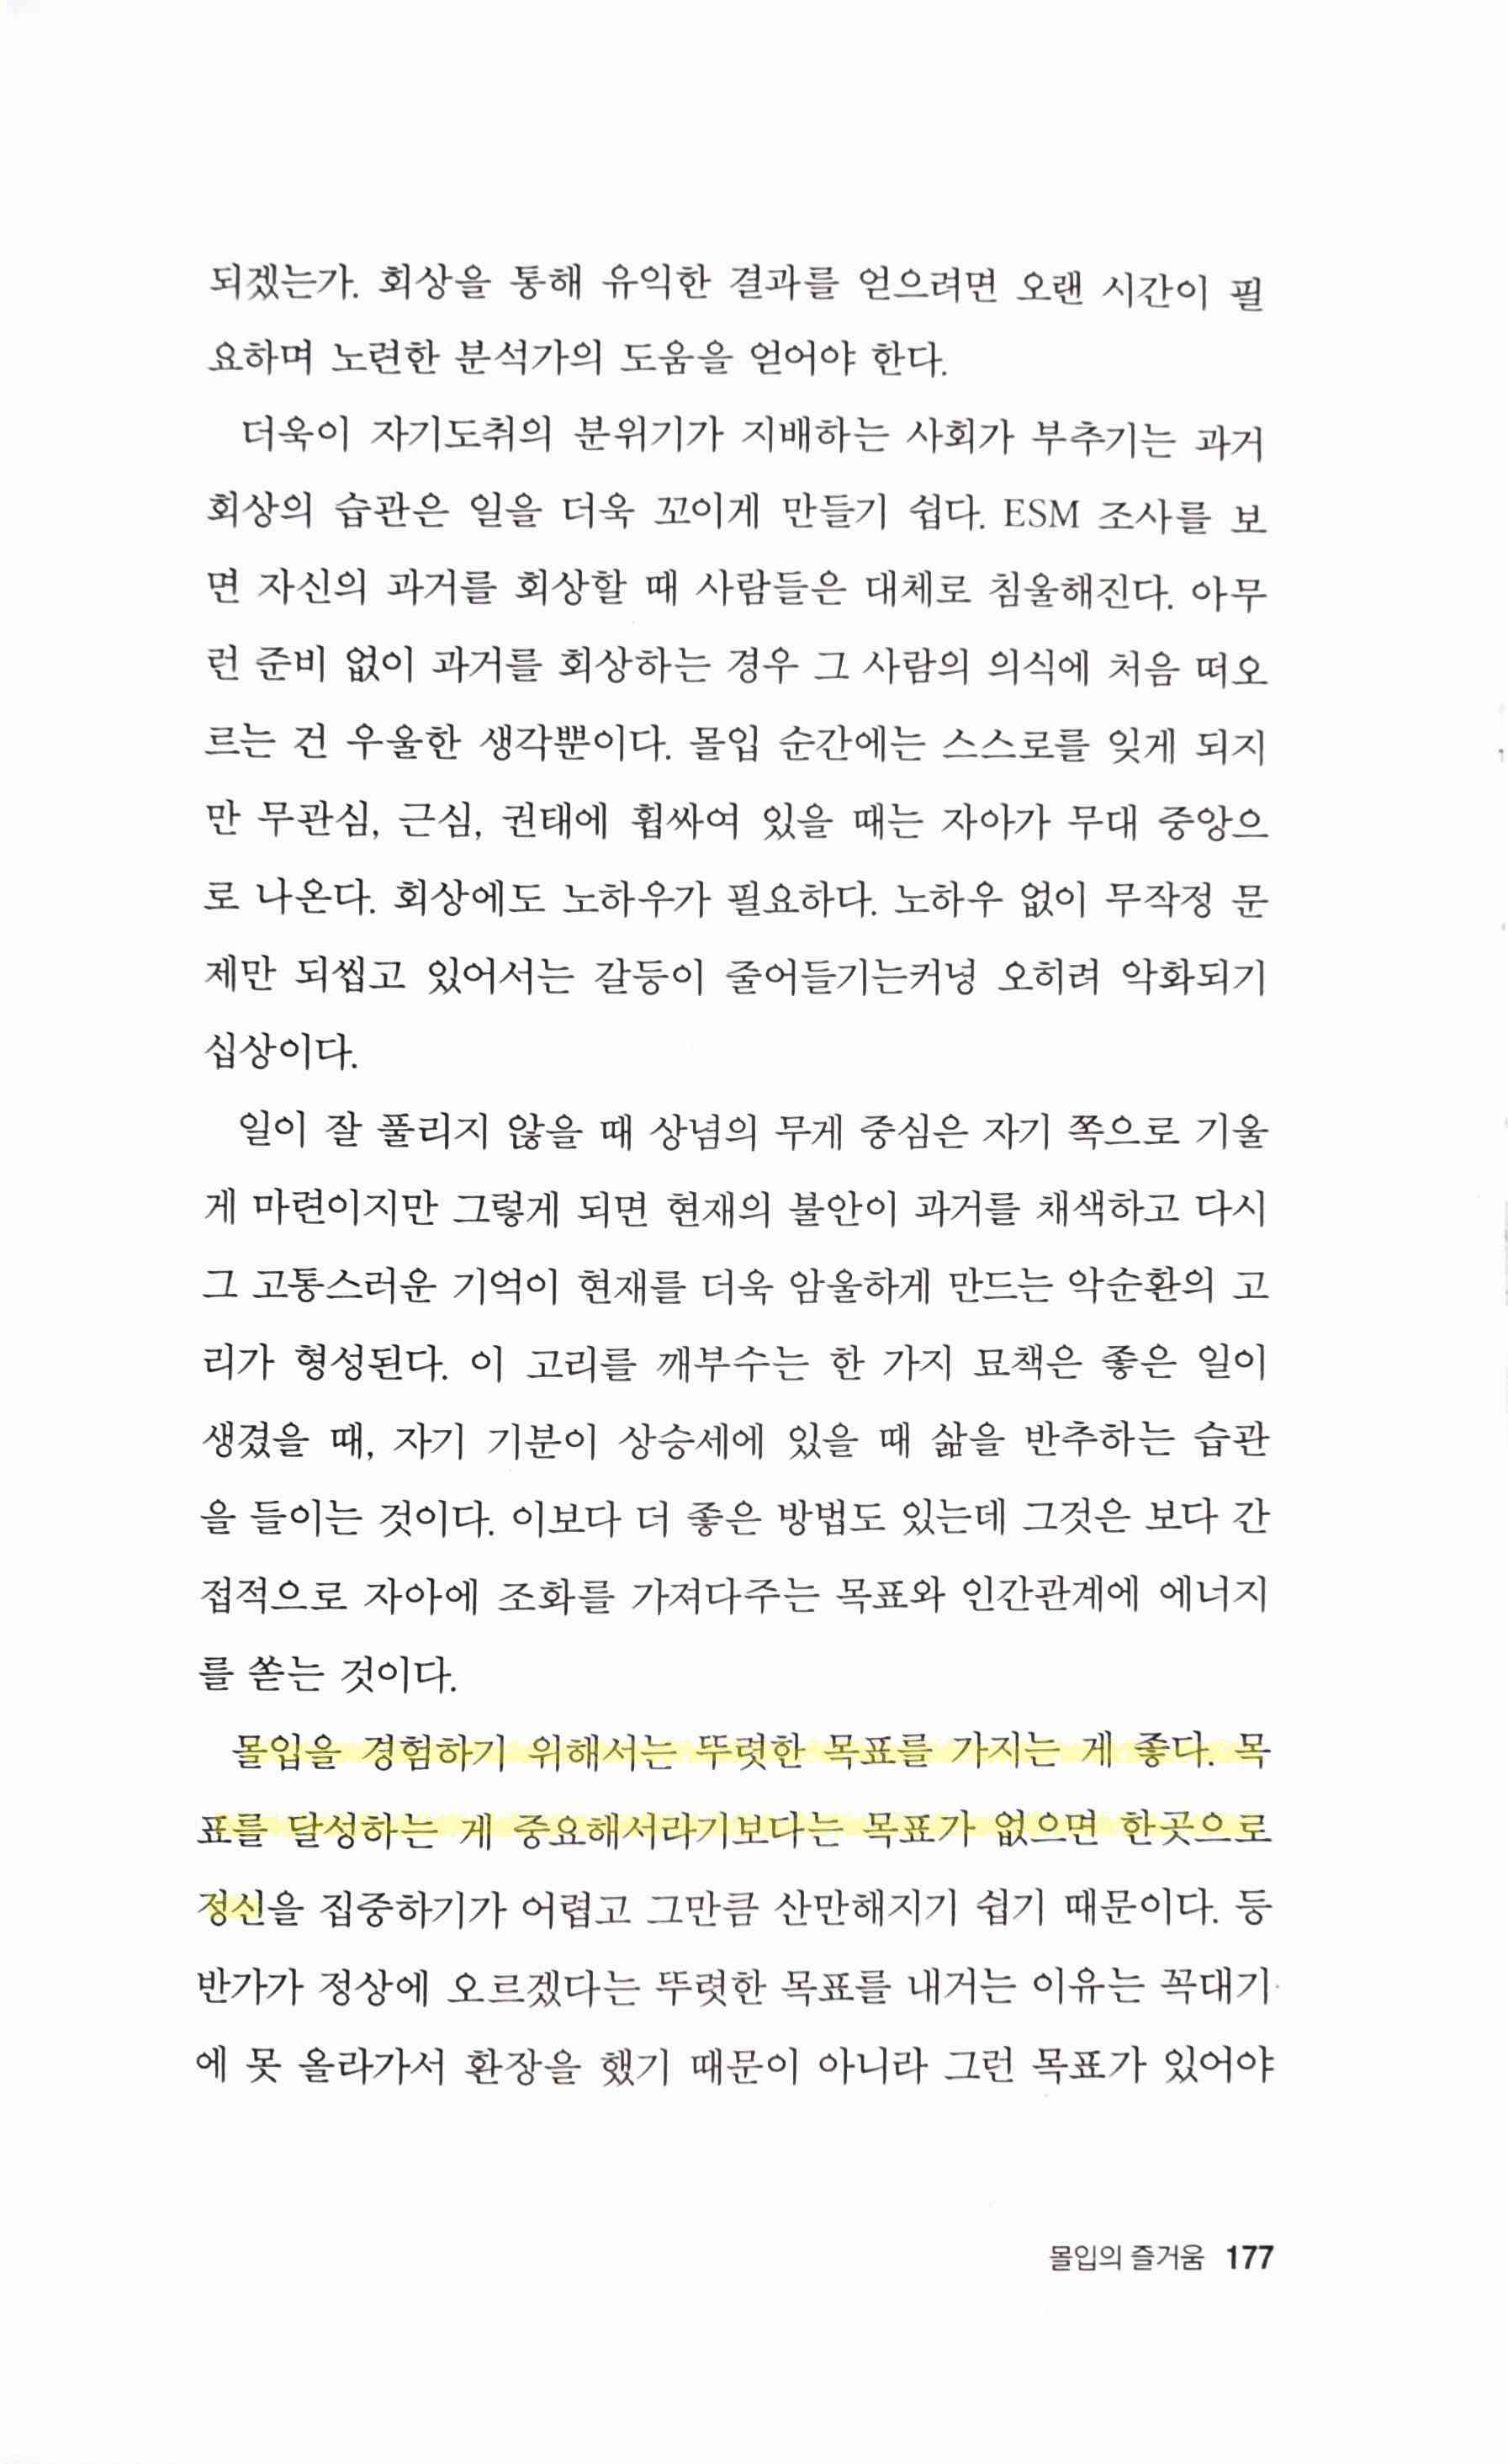 되겠는가. 회상을 통해 유익한 결과를 얻으려면 오랜 시간이 필
요하며 노련한 분석가의 도움을 얻어야 한다.
더욱이 자기도취의 분위기가 지배하는 사회가 부추기는 과거
회상의 습관은 일을 더욱 꼬이게 만들기 쉽다. ESM 조사를 보
면 자신의 과거를 회상할 때 사람들은 대체로 침울해진다. 아무
런 준비 없이 과거를 회상하는 경우 그 사람의 의식에 처음 떠오
르는 건 우울한 생각뿐이다. 몰입 순간에는 스스로를 잊게 되지
만 무관심, 근심, 권태에 휩싸여 있을 때는 자아가 무대 중앙으
로 나온다. 회상에도 노하우가 필요하다. 노하우 없이 무작정 문
제만 되씹고 있어서는 갈등이 줄어들기는커녕 오히려 악화되기
십상이다.
일이 잘 풀리지 않을 때 상념의 무게 중심은 자기 쪽으로 기울
게 마련이지만 그렇게 되면 현재의 불안이 과거를 채색하고 다시
그 고통스러운 기억이 현재를 더욱 암울하게 만드는 악순환의 고
리가 형성된다. 이 고리를 깨부수는 한 가지 묘책은 좋은 일이
생겼을 때, 자기 기분이 상승세에 있을 때 삶을 반추하는 습관
을 들이는 것이다. 이보다 더 좋은 방법도 있는데 그것은 보다 간
접적으로 자아에 조화를 가져다주는 목표와 인간관계에 에너지
를 쏟는 것이다.
몰입을 경험하기 위해서는 뚜렷한 목표를 가지는 게 좋다. 목
표를 달성하는 게 중요해서라기보다는 목표가 없으면 한곳으로
정신을 집중하기가 어렵고 그만큼 산만해지기 쉽기 때문이다. 등
반가가 정상에 오르겠다는 뚜렷한 목표를 내거는 이유는 꼭대기
에 못 올라가서 환장을 했기 때문이 아니라 그런 목표가 있어야
몰입의 즐거움 177